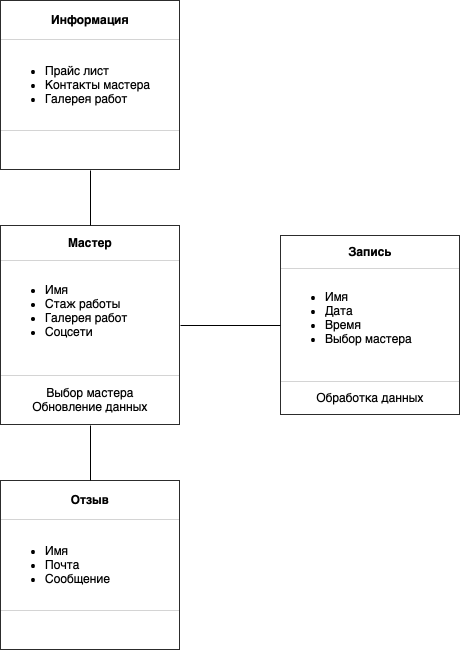 Информация
Прайс лист
Контакты мастера
Галерея работ
Мастер
Имя
Стаж работы
Галерея работ
Соцсети
Выбор мастера
Обновление данных
Запись
Имя
Дата
Время
Выбор мастера
Обработка данных
Отзыв
Имя
Почта
Сообщение